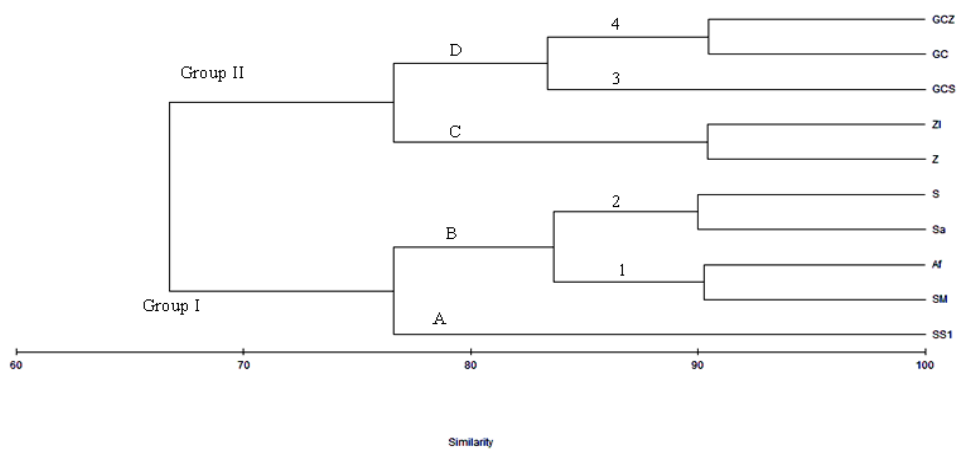 4
GCZ
D
GC
Group II
3
GCS
C
ZI
Z
2
S
B
Sa
1
Af
Group I
SM
A
SS1
60 70 80 90 100
Similarity